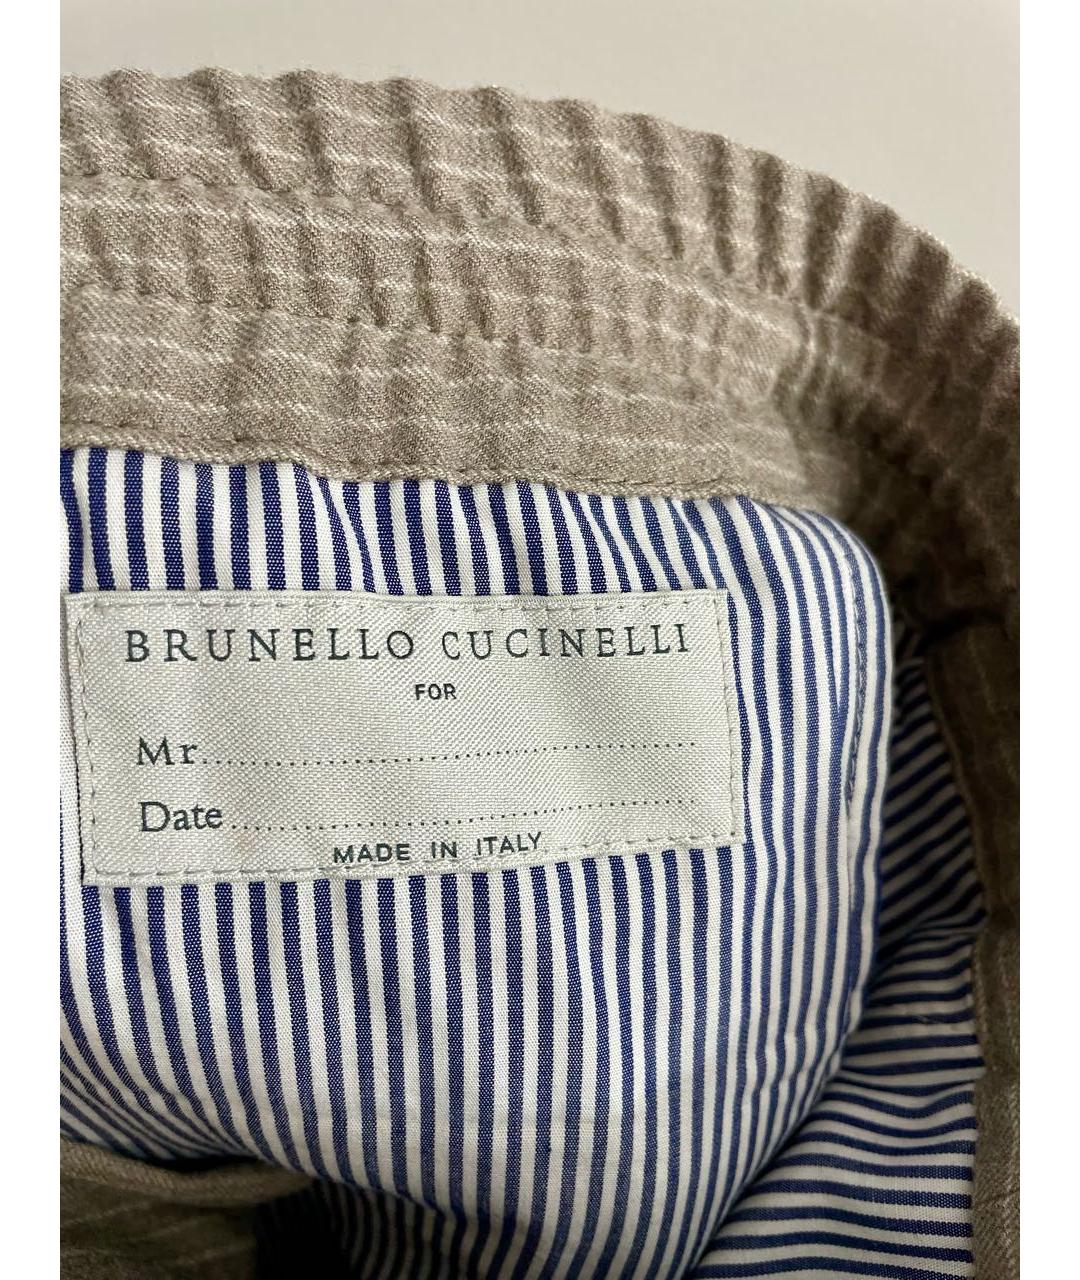 BRUNELLO CUCINELLI
FOR
Mr..............................
Date..............................
MADE IN ITALY